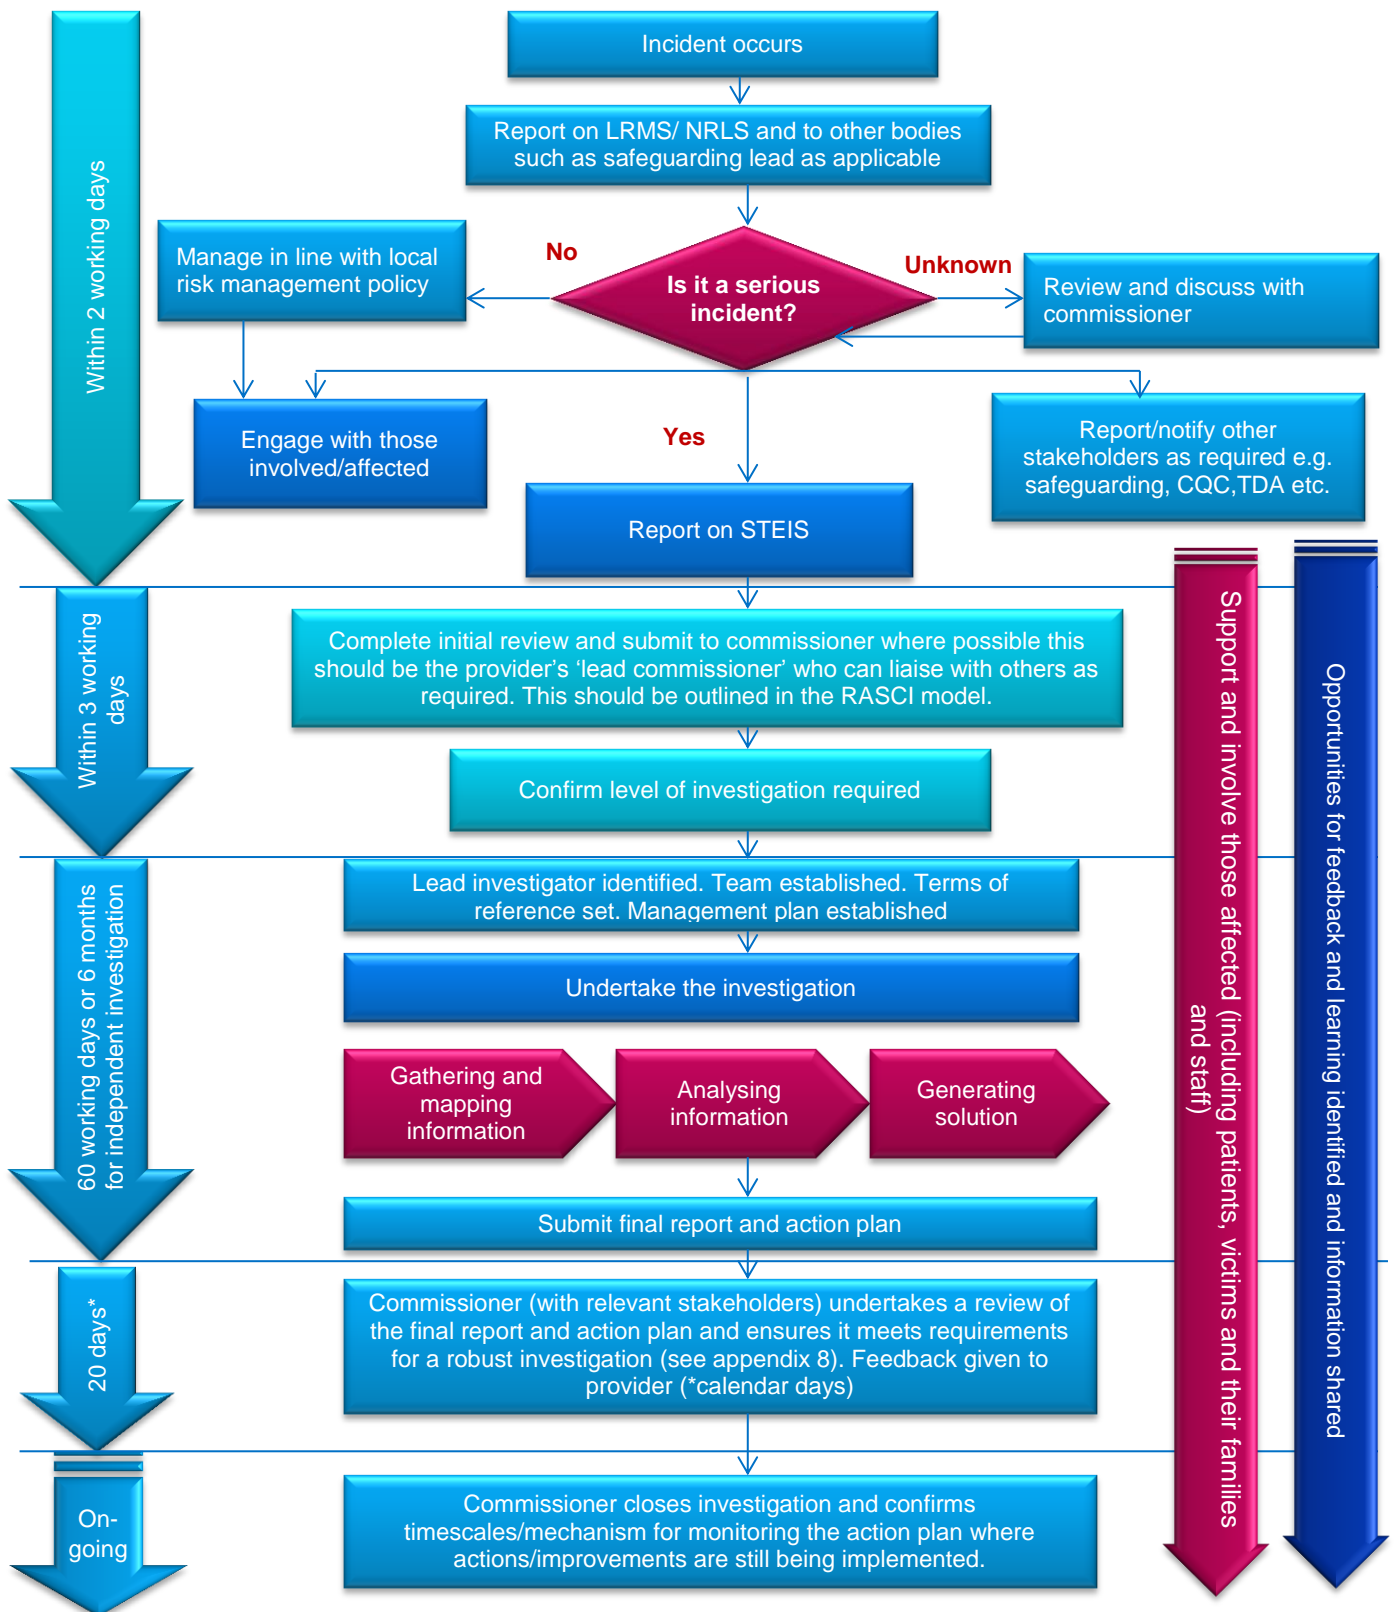 Incident occurs
Report on LRMS/ NRLS and to other bodies
such as safeguarding lead as applicable
Within 2 working days
Manage in line with local
risk management policy
No
Is it a serious
incident?
Unknown
Review and discuss with
commissioner
Engage with those
involved/affected
Yes
Report/notify other
stakeholders as required e.g.
safeguarding, CQC,TDA etc.
Report on STEIS
Within 3 working
days
Complete initial review and submit to commissioner where possible this
should be the provider's ‘lead commissioner’ who can liaise with others as
required. This should be outlined in the RASCI model.
Confirm level of investigation required
60 working days or 6 months
for independent investigation
Lead investigator identified. Team established. Terms of
reference set. Management plan established
Undertake the investigation
Gathering and
mapping
information
Analysing
information
Generating
solution
Submit final report and action plan
20 days*
Commissioner (with relevant stakeholders) undertakes a review of
the final report and action plan and ensures it meets requirements
for a robust investigation (see appendix 8). Feedback given to
provider (*calendar days)
On-
going
Commissioner closes investigation and confirms
timescales/mechanism for monitoring the action plan where
actions/improvements are still being implemented.
Support and involve those affected (including patients, victims and their families
and staff)
Opportunities for feedback and learning identified and information shared